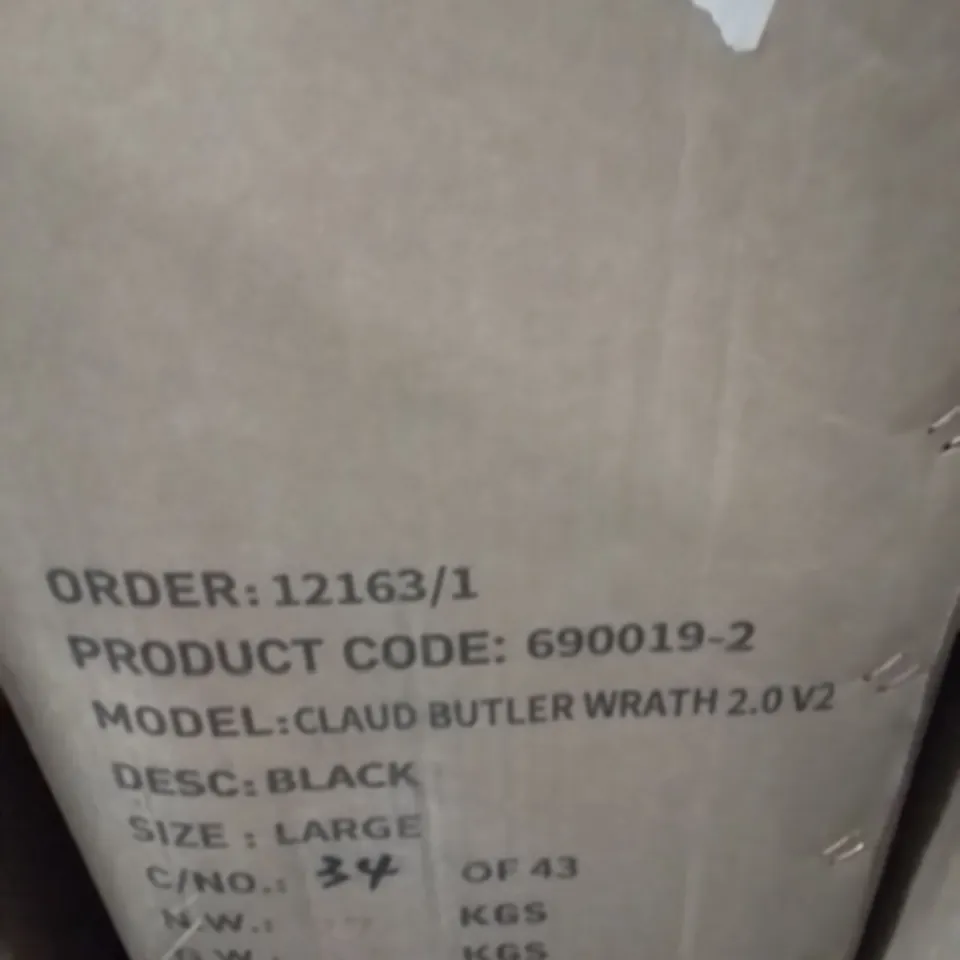 ORDER: 12163/1
PRODUCT CODE: 690019-2
MODEL: CLAUD BUTLER WRATH 2.0 V2
DESC: BLACK
SIZE : LARGE
C/NO.: 34 OF 43
N.W.: KGS
G.W.: KGS